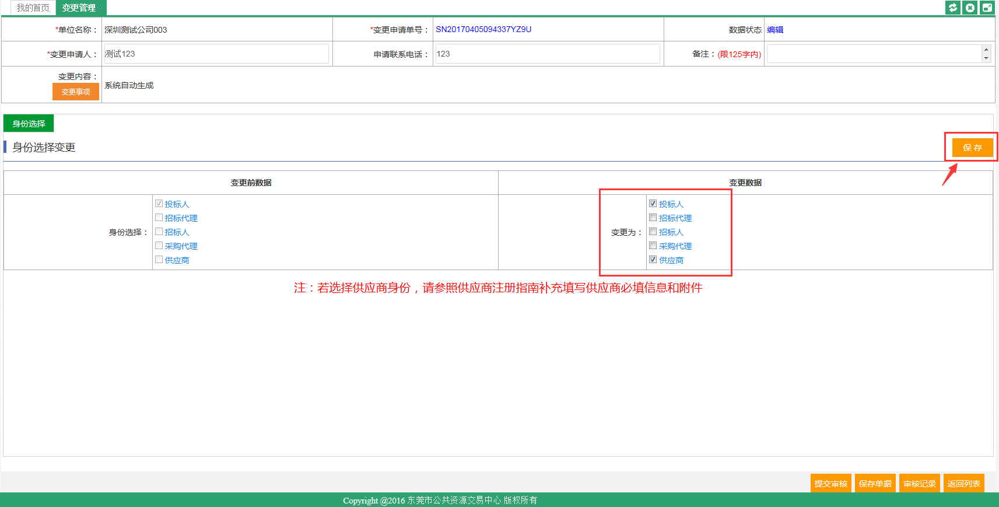 我的首页 变更管理
*单位名称： 深圳测试公司003 *变更申请单号： SN20170405094337YZ9U 数据状态 编辑
*变更申请人： 测试123 申请联系电话： 123 备注：(限125字内)
变更内容：
变更事项 系统自动生成
身份选择
身份选择变更 保 存
变更前数据 变更数据
身份选择： 变更为：
投标人 投标人
招标代理 招标代理
招标人 招标人
采购代理 采购代理
供应商 供应商
注：若选择供应商身份，请参照供应商注册指南补充填写供应商必填信息和附件
提交审核 保存单据 审核记录 返回列表
Copyright @2016 东莞市公共资源交易中心 版权所有